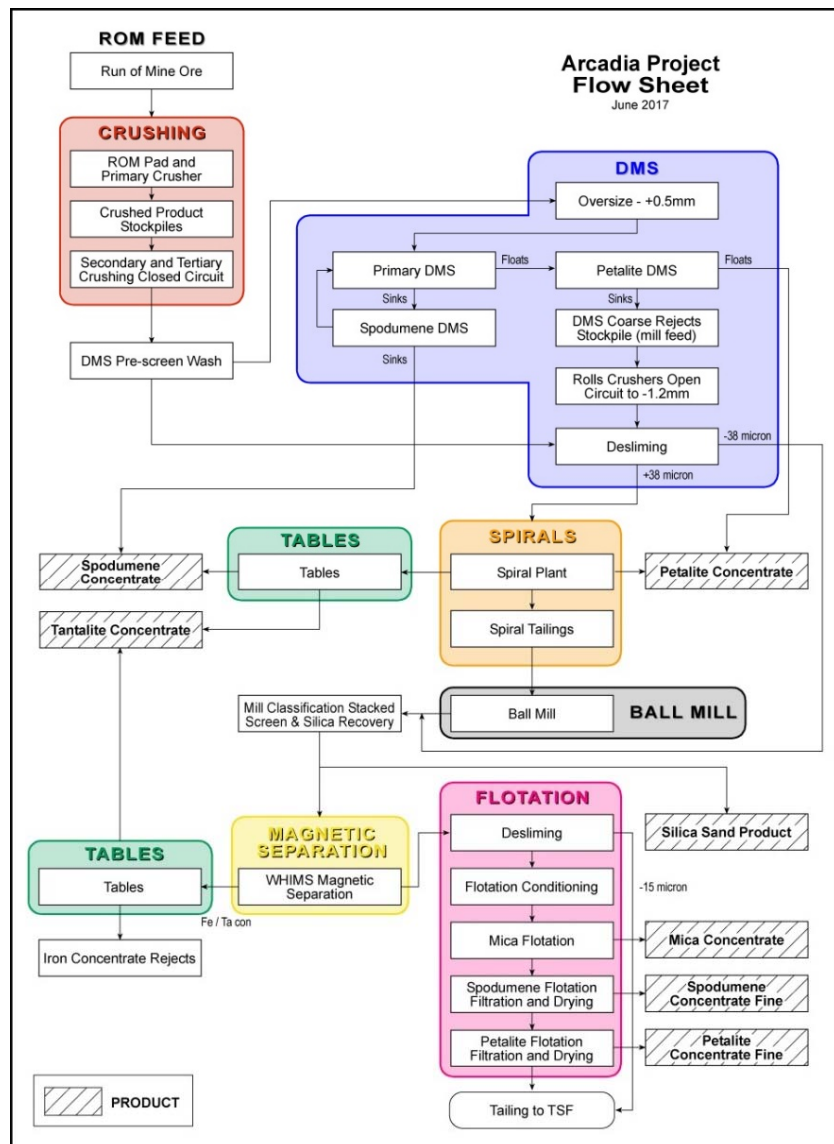 ROM FEED
Run of Mine Ore
Arcadia Project
Flow Sheet
June 2017
CRUSHING
ROM Pad and
Primary Crusher
Crushed Product
Stockpiles
Secondary and Tertiary
Crushing Closed Circuit
DMS Pre-screen Wash
DMS
Oversize - +0.5mm
Primary DMS
Floats
Petalite DMS
Floats
Sinks
Sinks
Spodumene DMS
DMS Coarse Rejects
Stockpile (mill feed)
Sinks
Rolls Crushers Open
Circuit to -1.2mm
Desliming
-38 micron
+38 micron
TABLES
Tables
SPIRALS
Spiral Plant
Spiral Tailings
Spodumene
Concentrate
Petalite Concentrate
Tantalite Concentrate
Mill Classification Stacked
Screen & Silica Recovery
Ball Mill
BALL MILL
FLOTATION
Desliming
Silica Sand Product
MAGNETIC
SEPARATION
WHIMS Magnetic
Separation
TABLES
Tables
Fe / Ta con
Iron Concentrate Rejects
Flotation Conditioning
-15 micron
Mica Flotation
Mica Concentrate
Spodumene Flotation
Filtration and Drying
Spodumene
Concentrate Fine
Petalite Flotation
Filtration and Drying
Petalite
Concentrate Fine
Tailing to TSF
PRODUCT